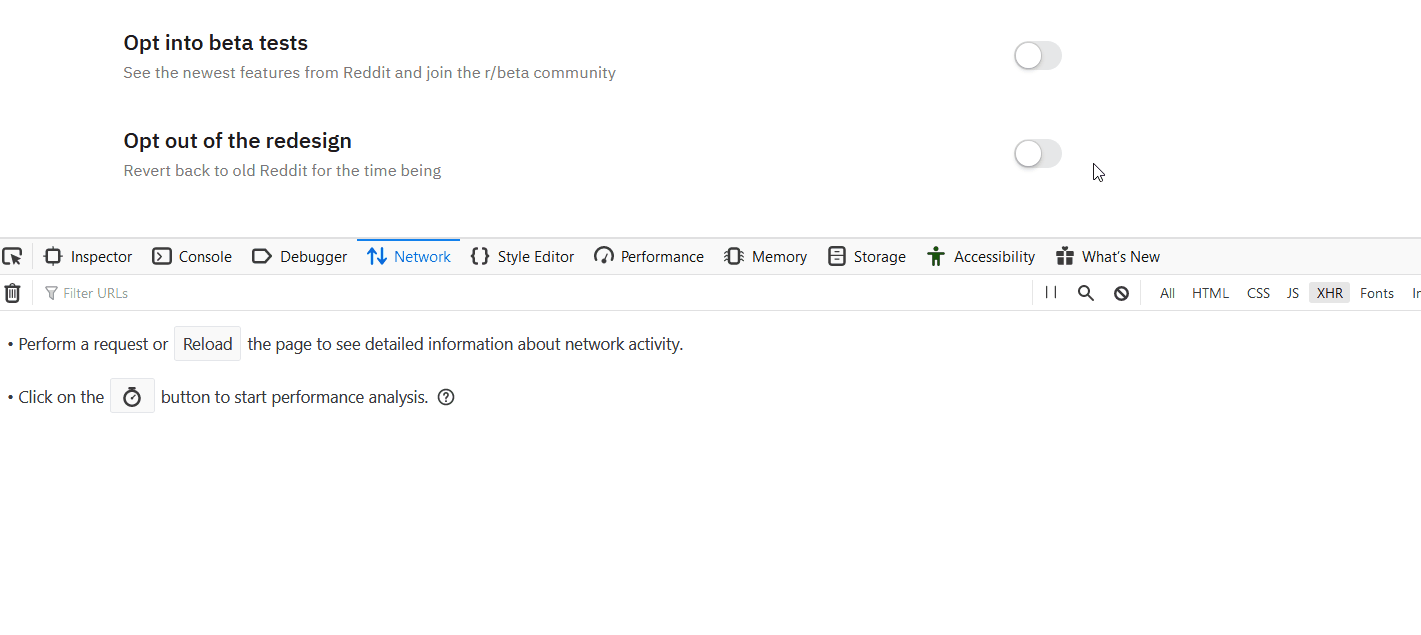 Opt into beta tests
See the newest features from Reddit and join the r/beta community
Opt out of the redesign
Revert back to old Reddit for the time being
Inspector Console Debugger Network Style Editor Performance Memory Storage Accessibility What's New
Filter URLs All HTML CSS JS XHR Fonts
• Perform a request or Reload the page to see detailed information about network activity.
• Click on the button to start performance analysis.